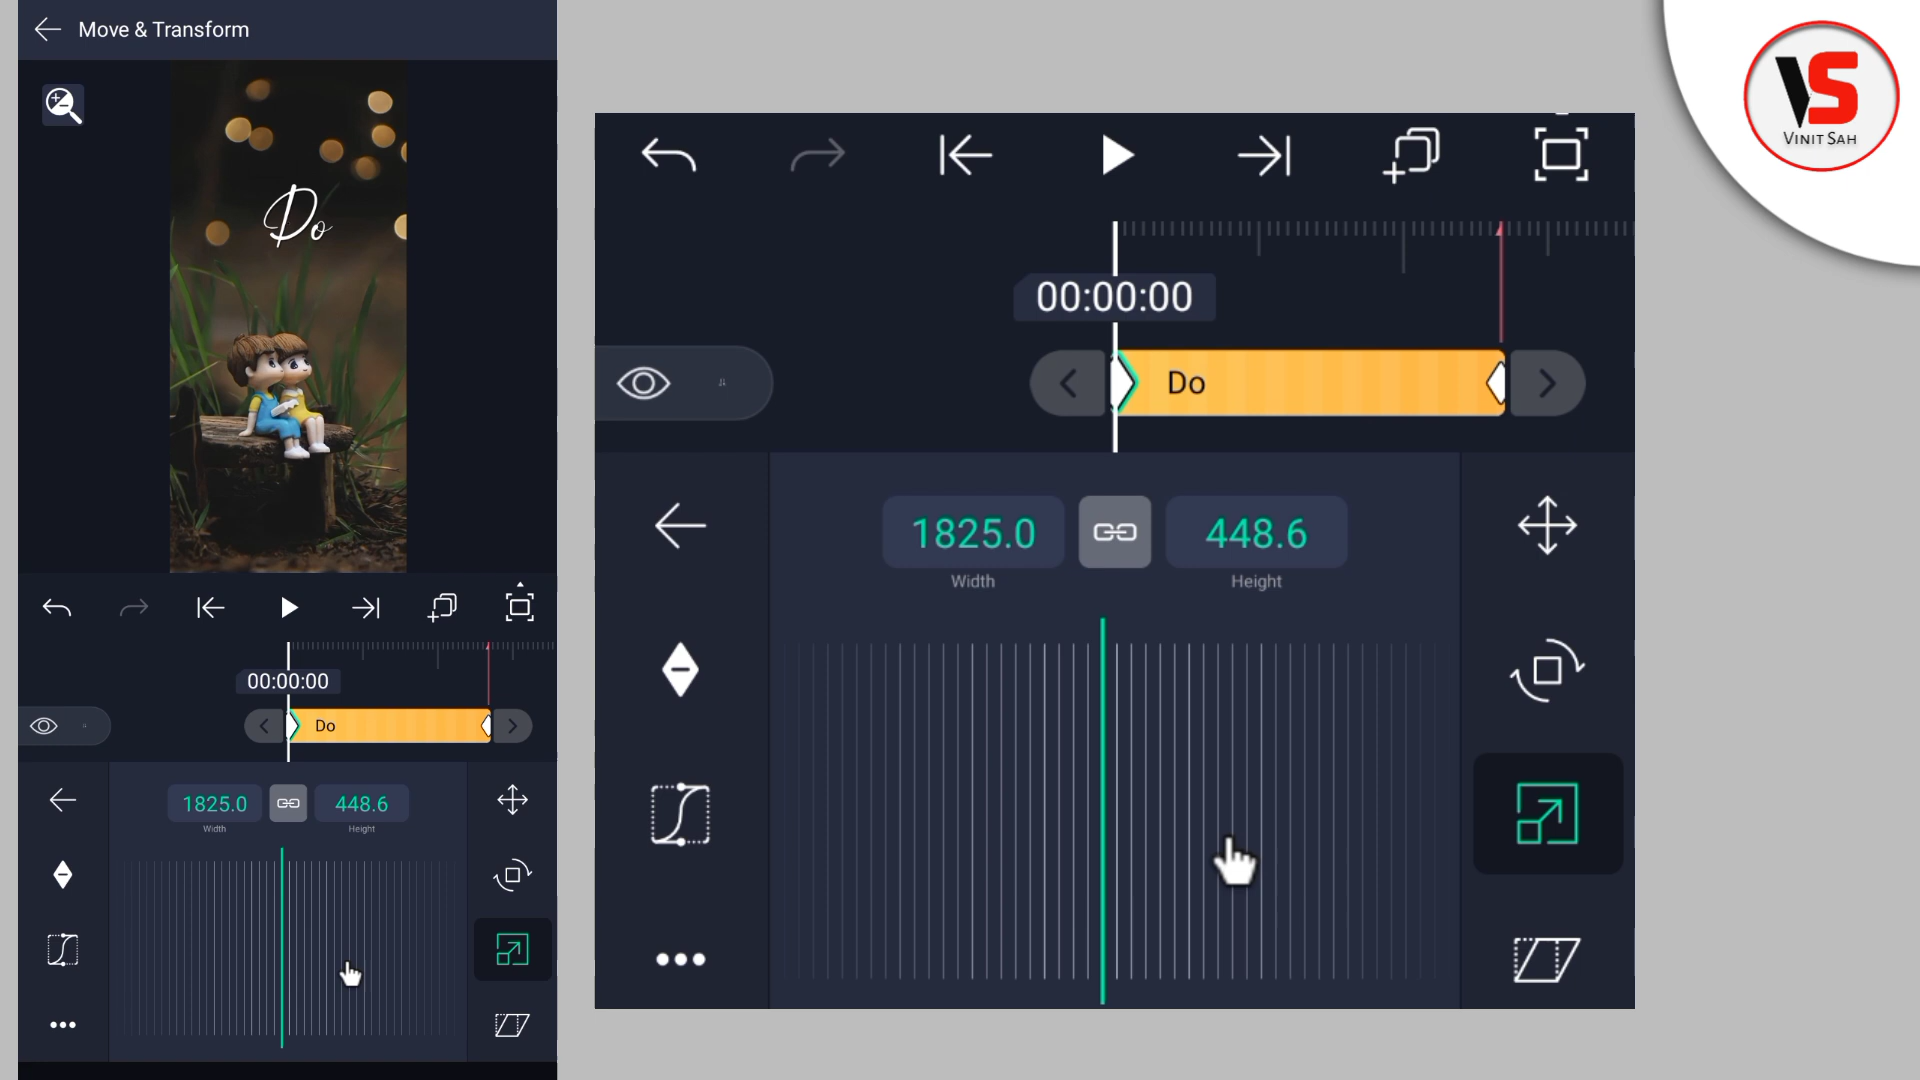 Move & Transform
Do
00:00:00
Do
1825.0
448.6
Width
Height
00:00:00
Do
1825.0
448.6
Width
Height
VS
VINIT SAH